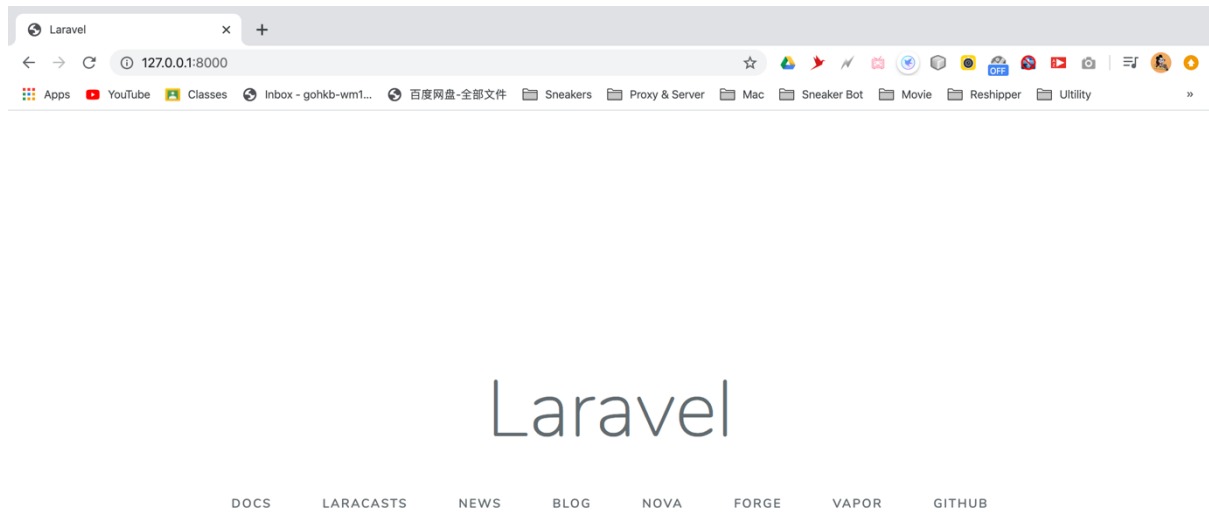 Laravel
127.0.0.1:8000
OFF
Apps YouTube Classes Inbox - gohkb-wm1... 百度网盘-全部文件 Sneakers Proxy & Server Mac Sneaker Bot Movie Reshipper Ultility »
Laravel
DOCS LARACASTS NEWS BLOG NOVA FORGE VAPOR GITHUB